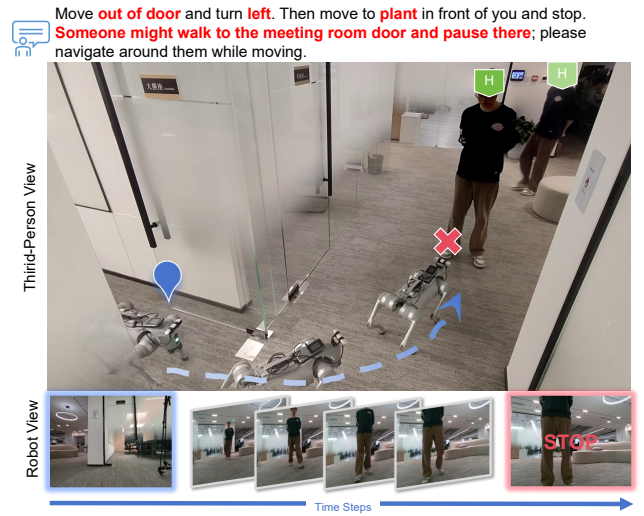 Move out of door and turn left. Then move to plant in front of you and stop.
Someone might walk to the meeting room door and pause there; please
navigate around them while moving.
H
H
Thirid-Person View
Robot View
STOP
Time Steps